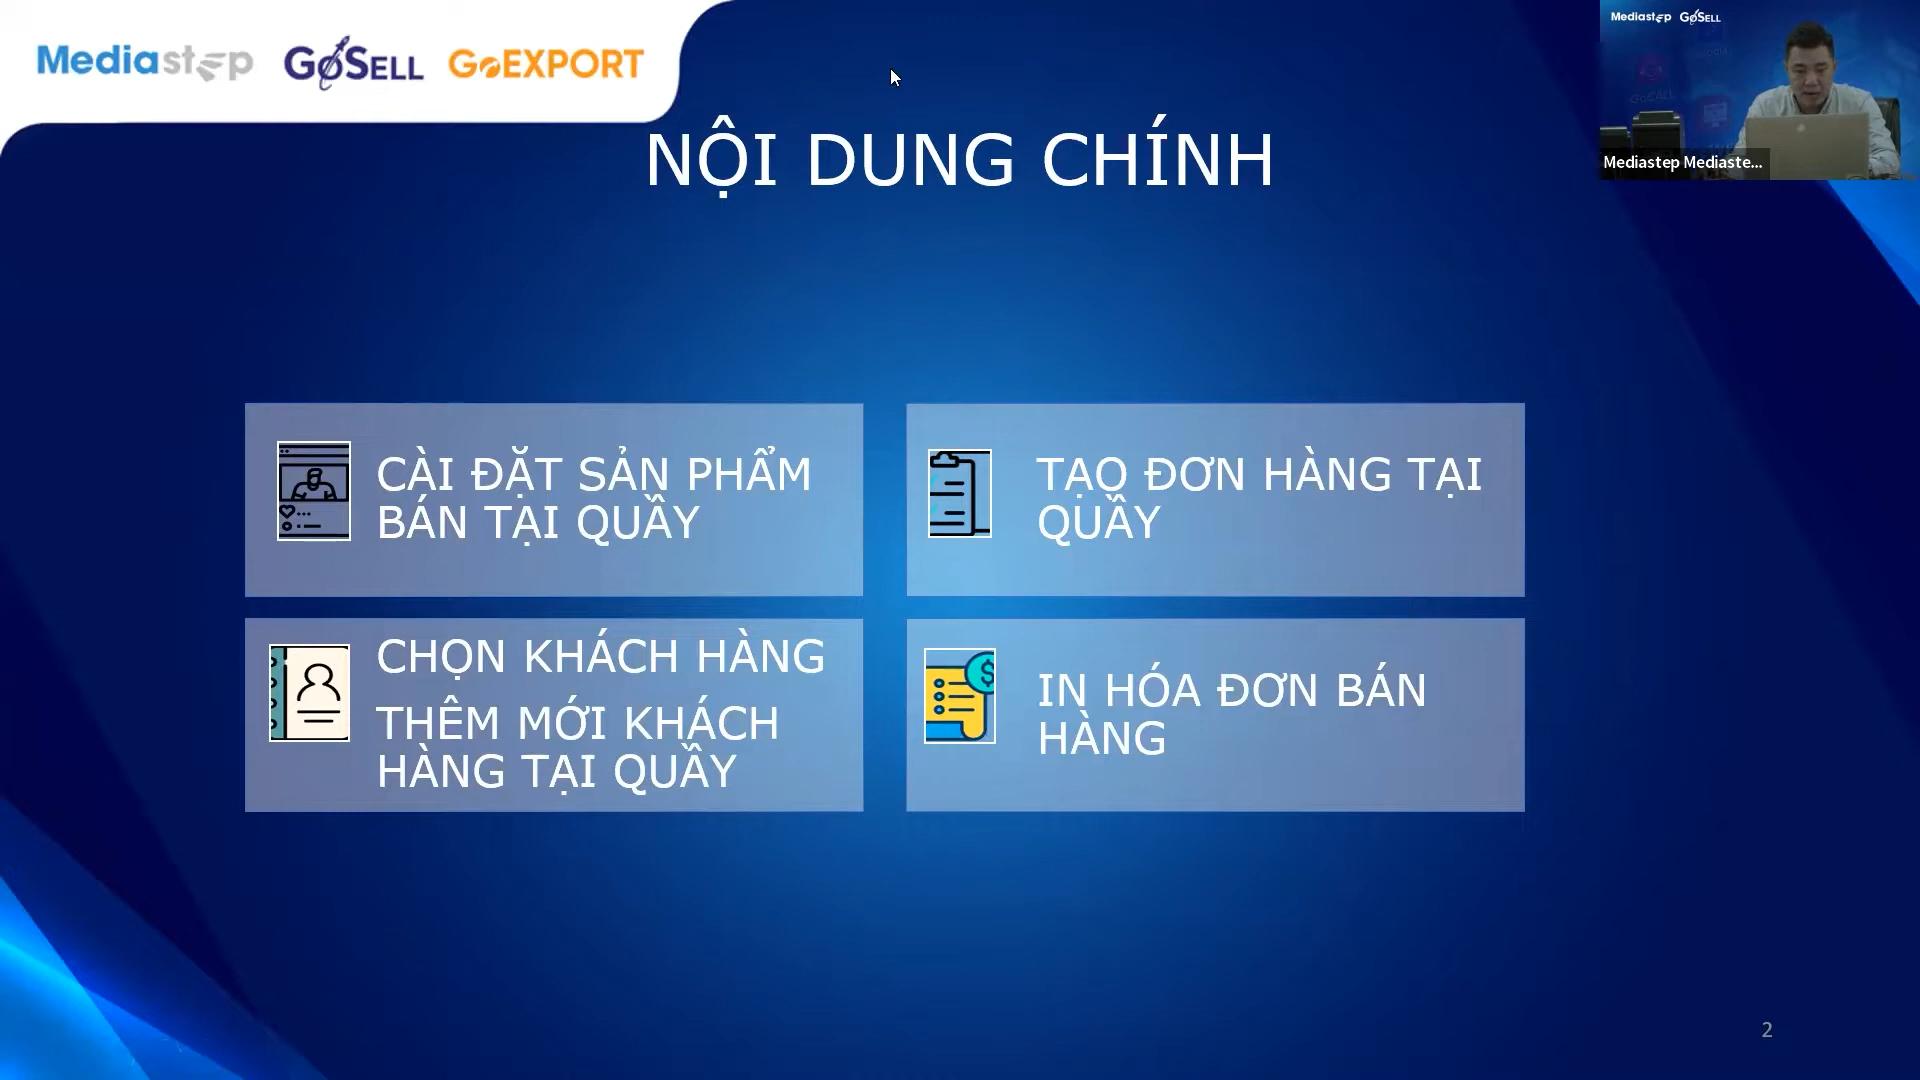 Mediastep GoSELL GoEXPORT
Mediastep GoSELL
GoCALL
Mediastep Mediaste...
NỘI DUNG CHÍNH
CÀI ĐẶT SẢN PHẨM
BÁN TẠI QUẦY
TẠO ĐƠN HÀNG TẠI
QUẦY
CHỌN KHÁCH HÀNG
THÊM MỚI KHÁCH
HÀNG TẠI QUẦY
IN HÓA ĐƠN BÁN
HÀNG
2